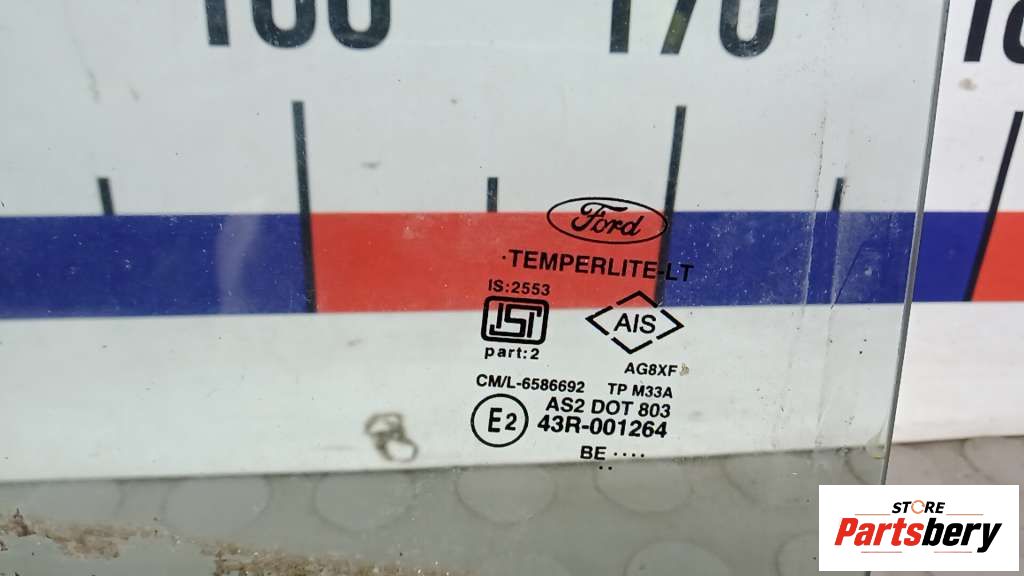 170
Ford
TEMPERLITE-LT
IS:2553
ISI
AIS
part:2
AG8XF
CM/L-6586692 TP M33A
AS2 DOT 803
E2 43R-001264
BE ····
··
STORE
Partsbery